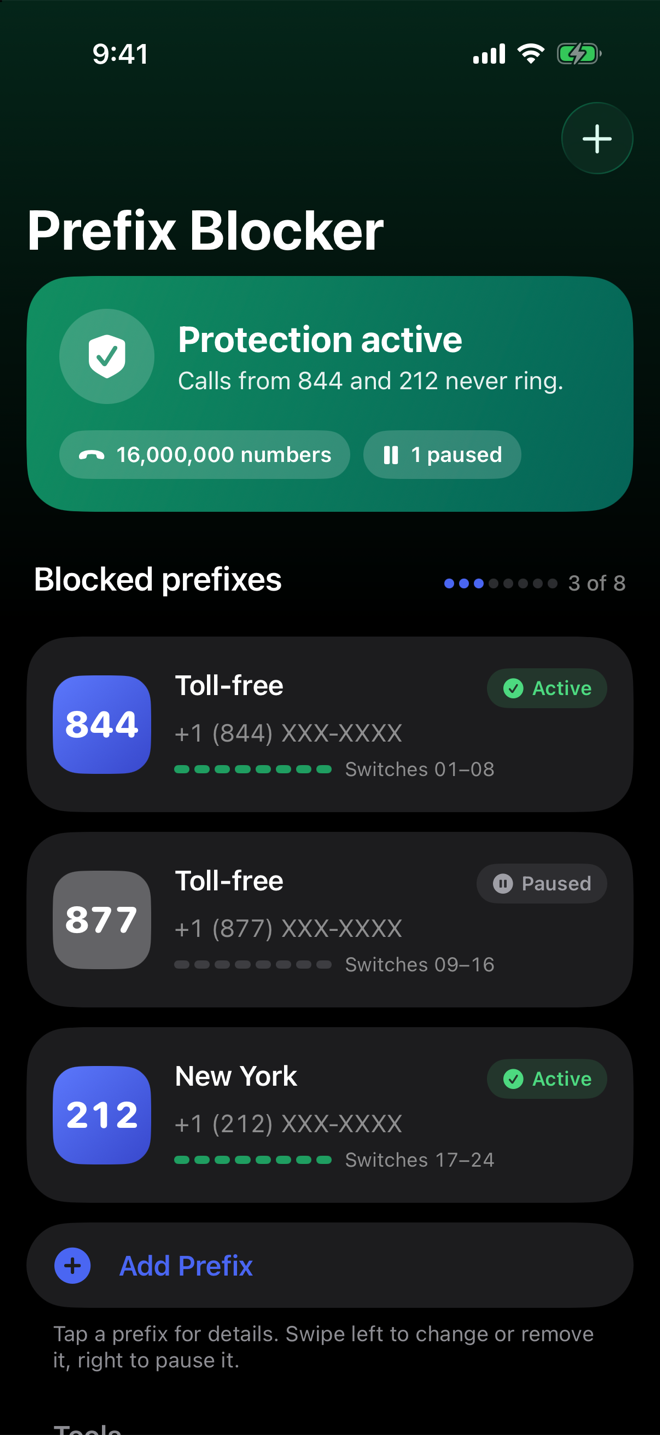 9:41
Prefix Blocker
Protection active
Calls from 844 and 212 never ring.
16,000,000 numbers
1 paused
Blocked prefixes
3 of 8
844
Toll-free
Active
+1 (844) XXX-XXXX
Switches 01–08
877
Toll-free
Paused
+1 (877) XXX-XXXX
Switches 09–16
212
New York
Active
+1 (212) XXX-XXXX
Switches 17–24
Add Prefix
Tap a prefix for details. Swipe left to change or remove
it, right to pause it.
Tools